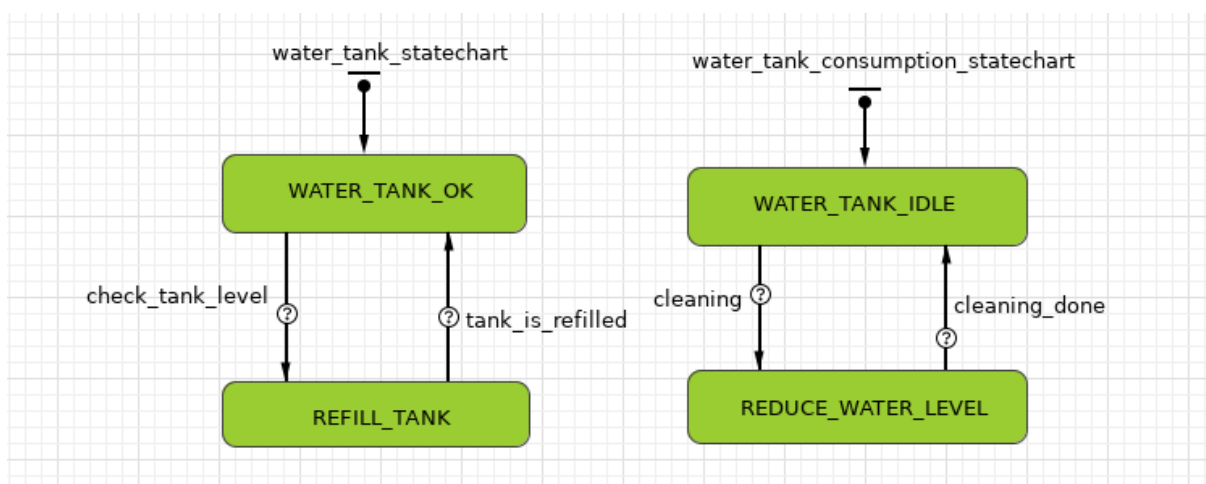 water_tank_statechart
WATER_TANK_OK
check_tank_level
?
?
tank_is_refilled
REFILL_TANK
water_tank_consumption_statechart
WATER_TANK_IDLE
cleaning
?
cleaning_done
?
REDUCE_WATER_LEVEL